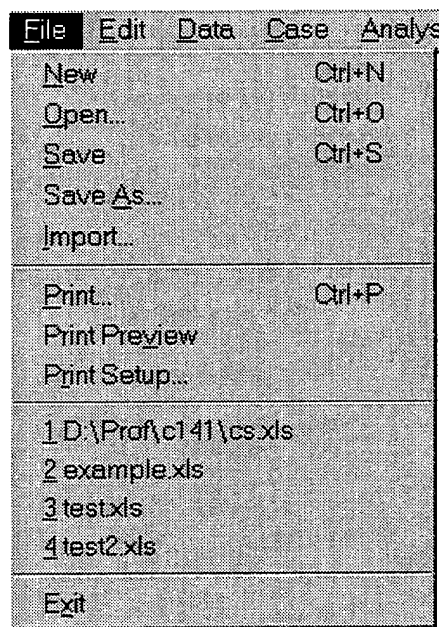 File Edit Data Case Analys
New Ctrl+N
Open... Ctrl+O
Save Ctrl+S
Save As...
Import...
Print... Ctrl+P
Print Preview
Print Setup...
1 D:\Prof\c141\cs.xls
2 example.xls
3 test.xls
4 test2.xls
Exit